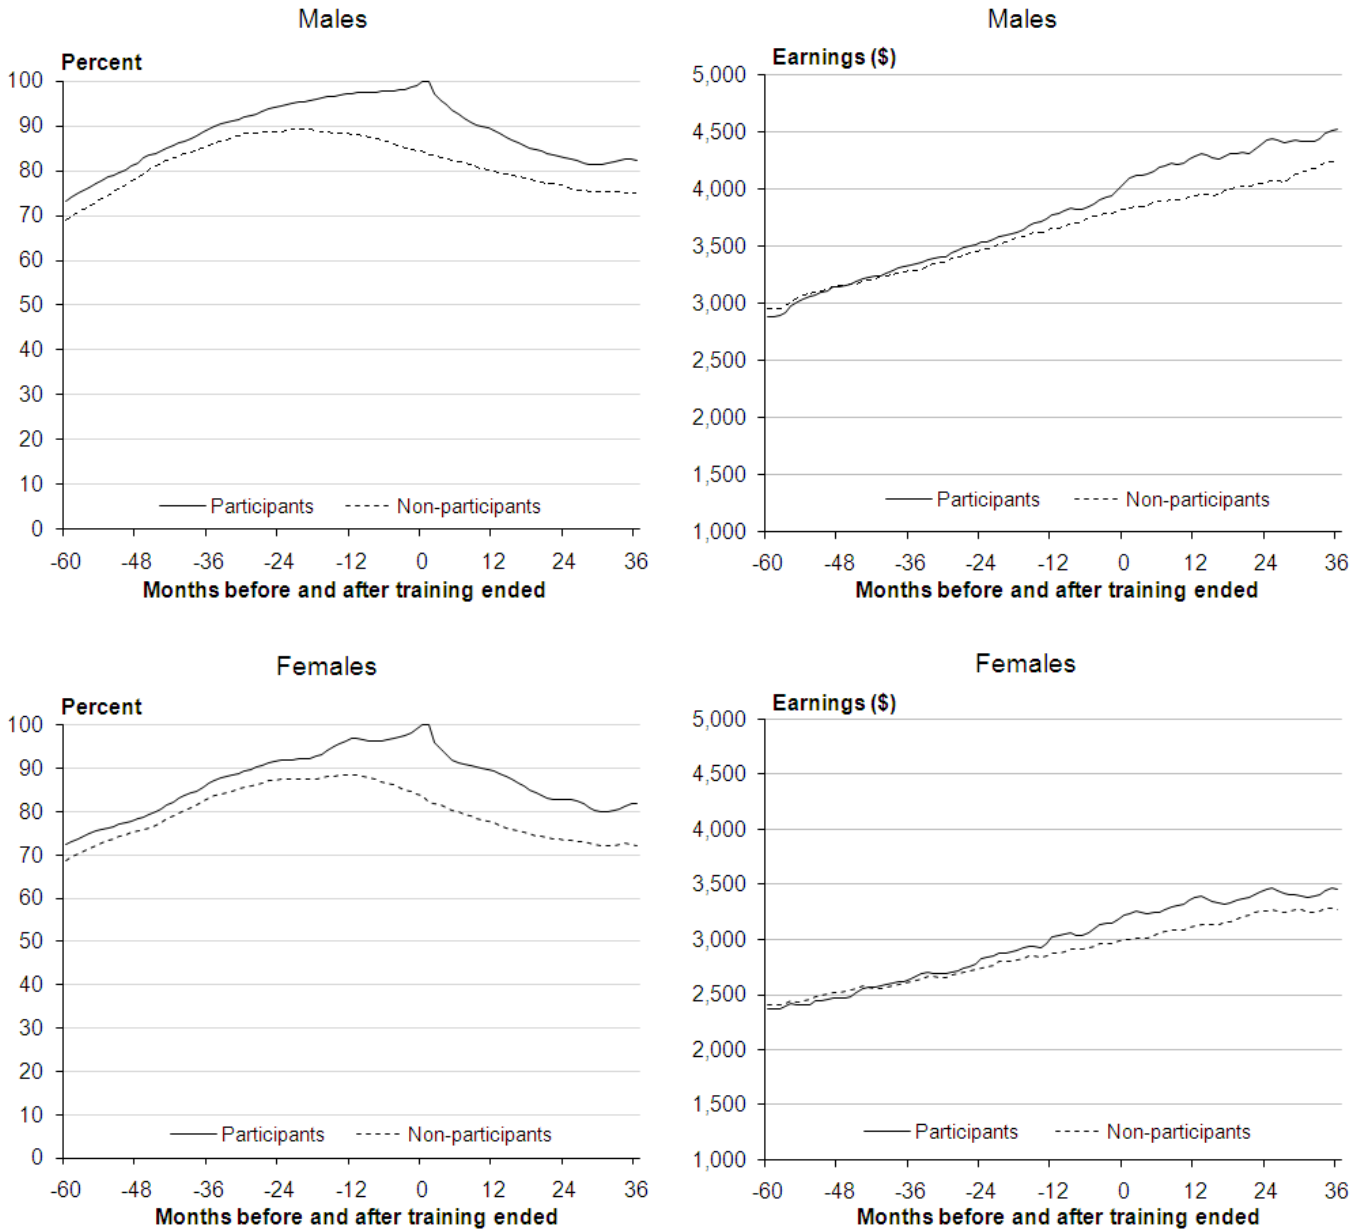 Males
Percent
100
90
80
70
60
50
40
30
20
10
0
Participants Non-participants
-60 -48 -36 -24 -12 0 12 24 36
Months before and after training ended
Males
Earnings ($)
5,000
4,500
4,000
3,500
3,000
2,500
2,000
1,500
1,000
Participants Non-participants
-60 -48 -36 -24 -12 0 12 24 36
Months before and after training ended
Females
Percent
100
90
80
70
60
50
40
30
20
10
0
Participants Non-participants
-60 -48 -36 -24 -12 0 12 24 36
Months before and after training ended
Females
Earnings ($)
5,000
4,500
4,000
3,500
3,000
2,500
2,000
1,500
1,000
Participants Non-participants
-60 -48 -36 -24 -12 0 12 24 36
Months before and after training ended